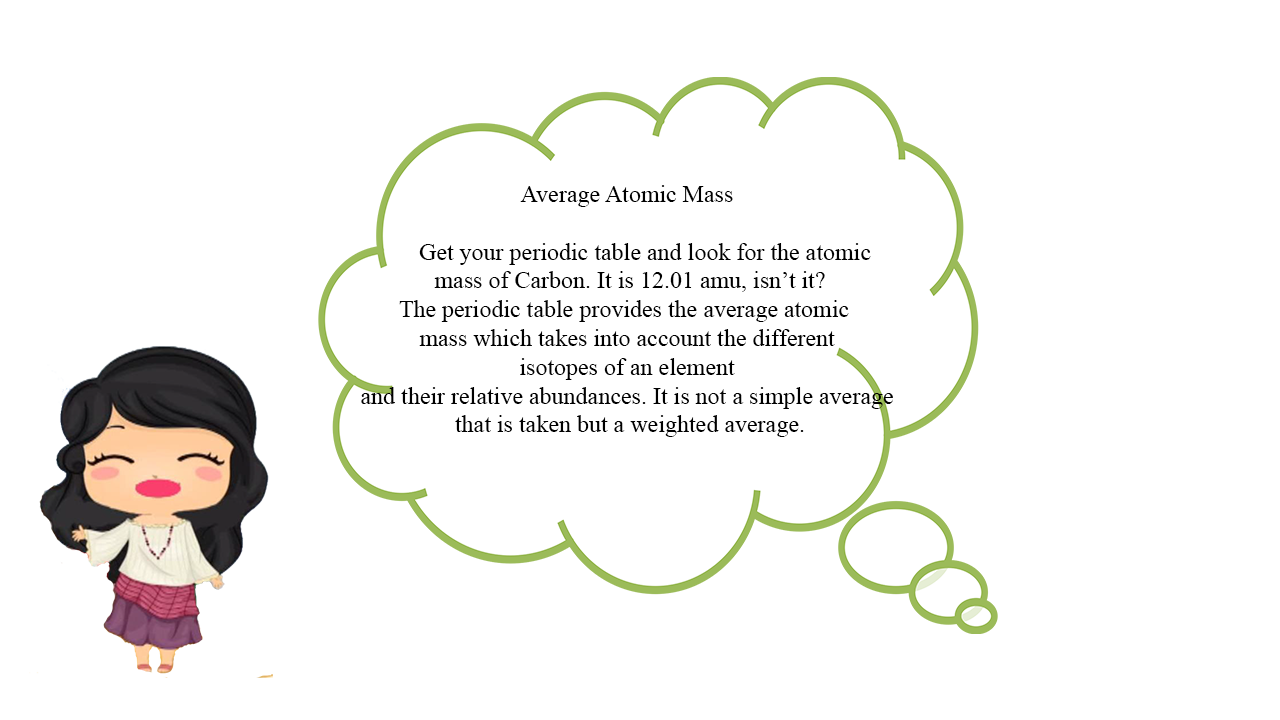 Average Atomic Mass
Get your periodic table and look for the atomic
mass of Carbon. It is 12.01 amu, isn’t it?
The periodic table provides the average atomic
mass which takes into account the different
isotopes of an element
and their relative abundances. It is not a simple average
that is taken but a weighted average.